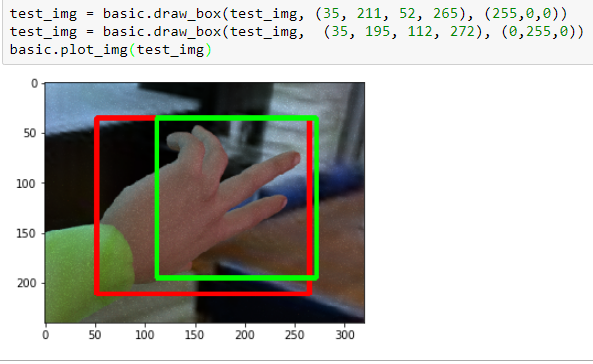 test_img = basic.draw_box(test_img, (35, 211, 52, 265), (255,0,0))
test_img = basic.draw_box(test_img,  (35, 195, 112, 272), (0,255,0))
basic.plot_img(test_img)
0
50
100
150
200
0 50 100 150 200 250 300